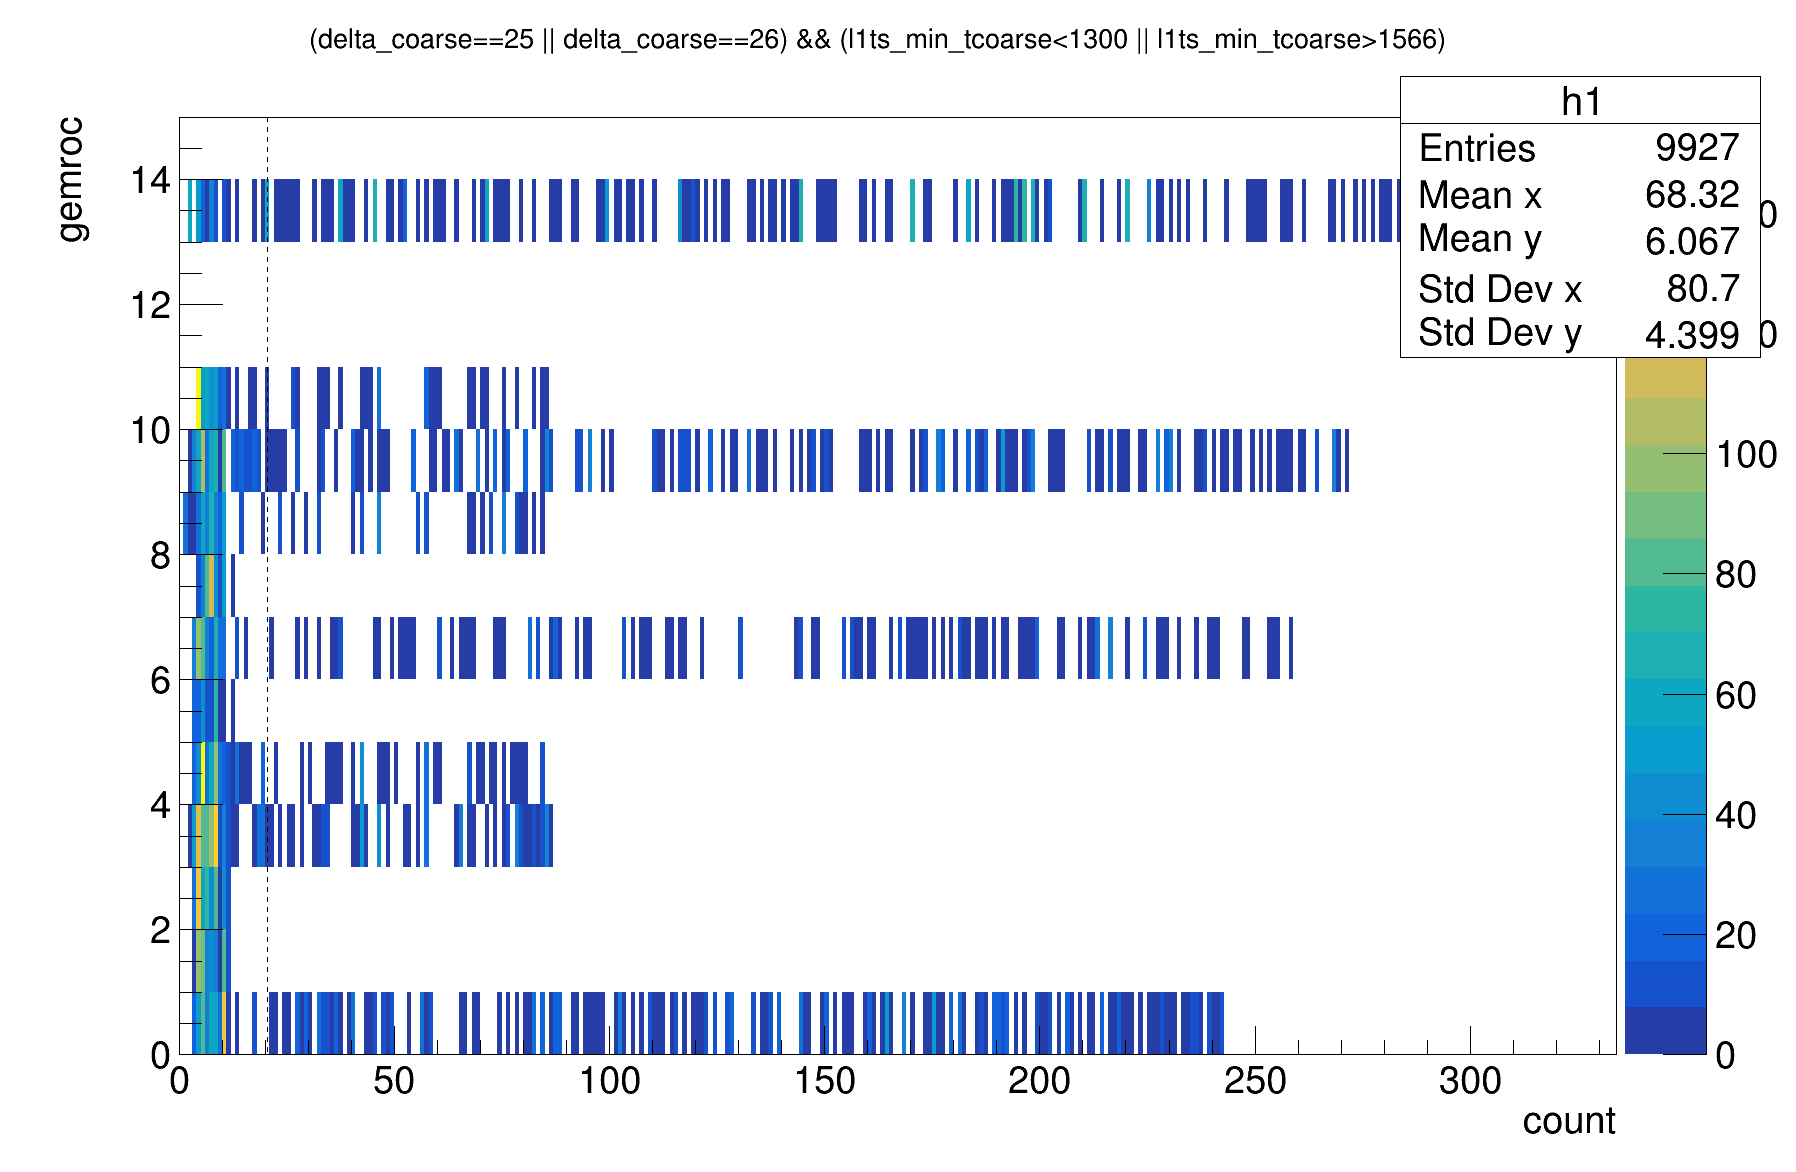 (delta_coarse==25 || delta_coarse==26) && (l1ts_min_tcoarse<1300 || l1ts_min_tcoarse>1566)
h1
Entries 9927
Mean x 68.32
Mean y 6.067
Std Dev x 80.7
Std Dev y 4.399
gemroc
14
12
10
8
6
4
2
0
0 50 100 150 200 250 300
count
0
0
100
80
60
40
20
0